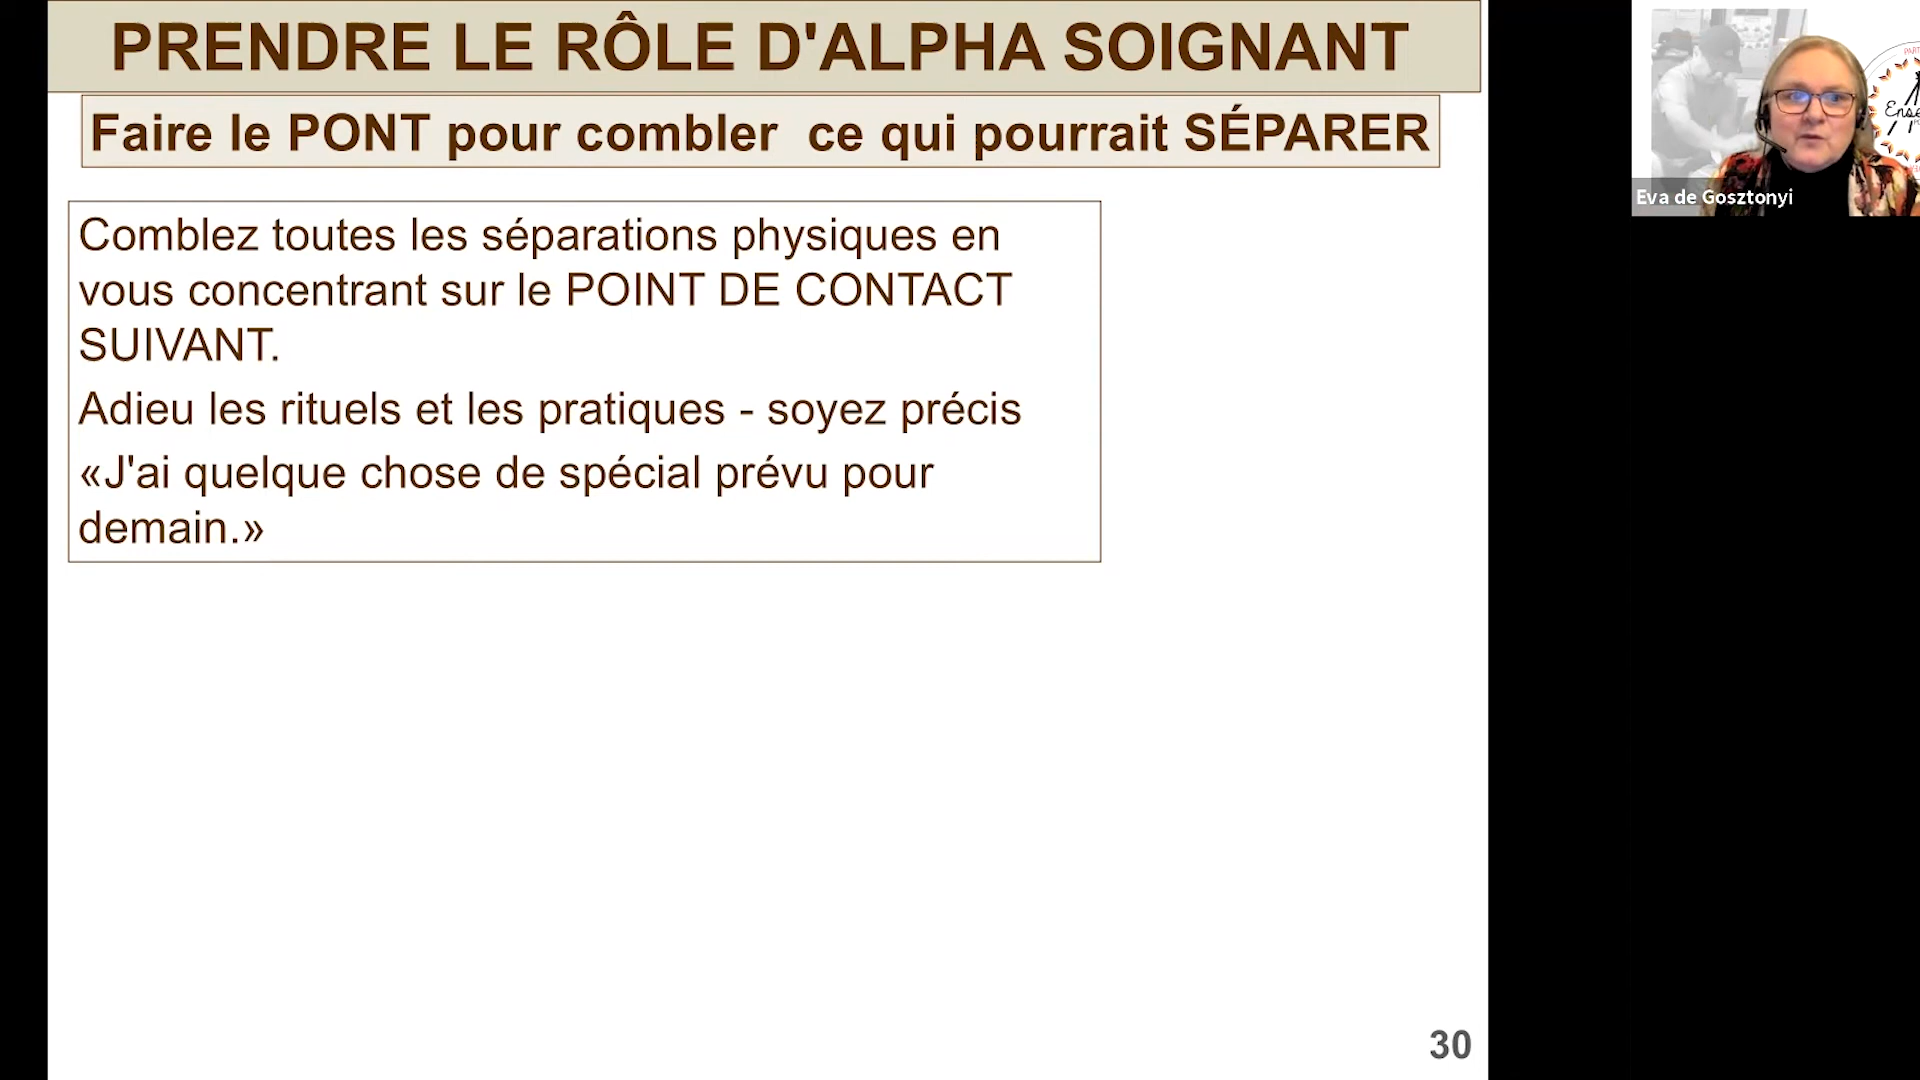 PRENDRE LE RÔLE D'ALPHA SOIGNANT
Faire le PONT pour combler ce qui pourrait SÉPARER
Comblez toutes les séparations physiques en
vous concentrant sur le POINT DE CONTACT
SUIVANT.
Adieu les rituels et les pratiques - soyez précis
«J'ai quelque chose de spécial prévu pour
demain.»
30
Eva de Gosztonyi